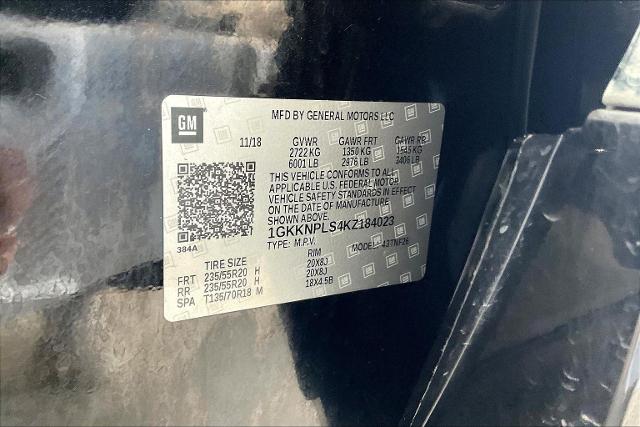 GM
MFD BY GENERAL MOTORS LLC
11/18 GVWR GAWR FRT GAWR RR
2722 KG 1350 KG 1545 KG
6001 LB 2976 LB 3406 LB
THIS VEHICLE CONFORMS TO ALL
APPLICABLE U.S. FEDERAL MOTOR
VEHICLE SAFETY STANDARDS IN EFFECT
ON THE DATE OF MANUFACTURE
SHOWN ABOVE.
1GKKNPLS4KZ184023
384A
TYPE: M.P.V. MODEL: 43TNF26
TIRE SIZE RIM
FRT 235/55R20 H 20X8J
RR 235/55R20 H 20X8J
SPA T135/70R18 M 18X4.5B